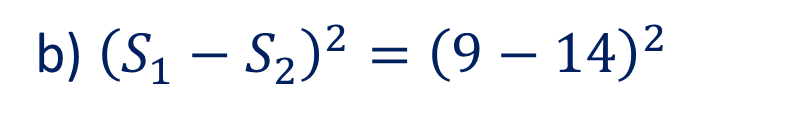 b) (S₁ − S₂)² = (9 − 14)²